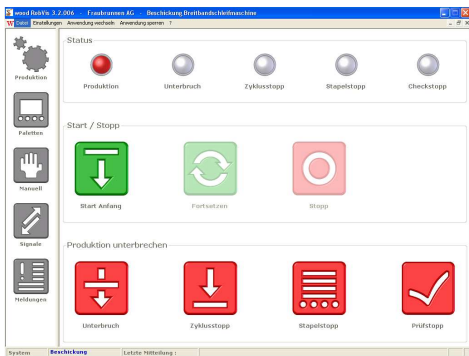 wood RobVis 3.2.006 - Fraubrunnen AG - Beschickung Breitbandschleifmaschine
Datei Einstellungen Anwendung wechseln Anwendung sperren ?
Status
Produktion Unterbruch Zyklusstopp Stapelstopp Checkstopp
Produktion
Paletten
Manuell
Signale
Meldungen
Start / Stopp
Start Anfang Fortsetzen Stopp
Produktion unterbrechen
Unterbruch Zyklusstopp Stapelstopp Prüfstopp
System Beschickung Letzte Mitteilung :